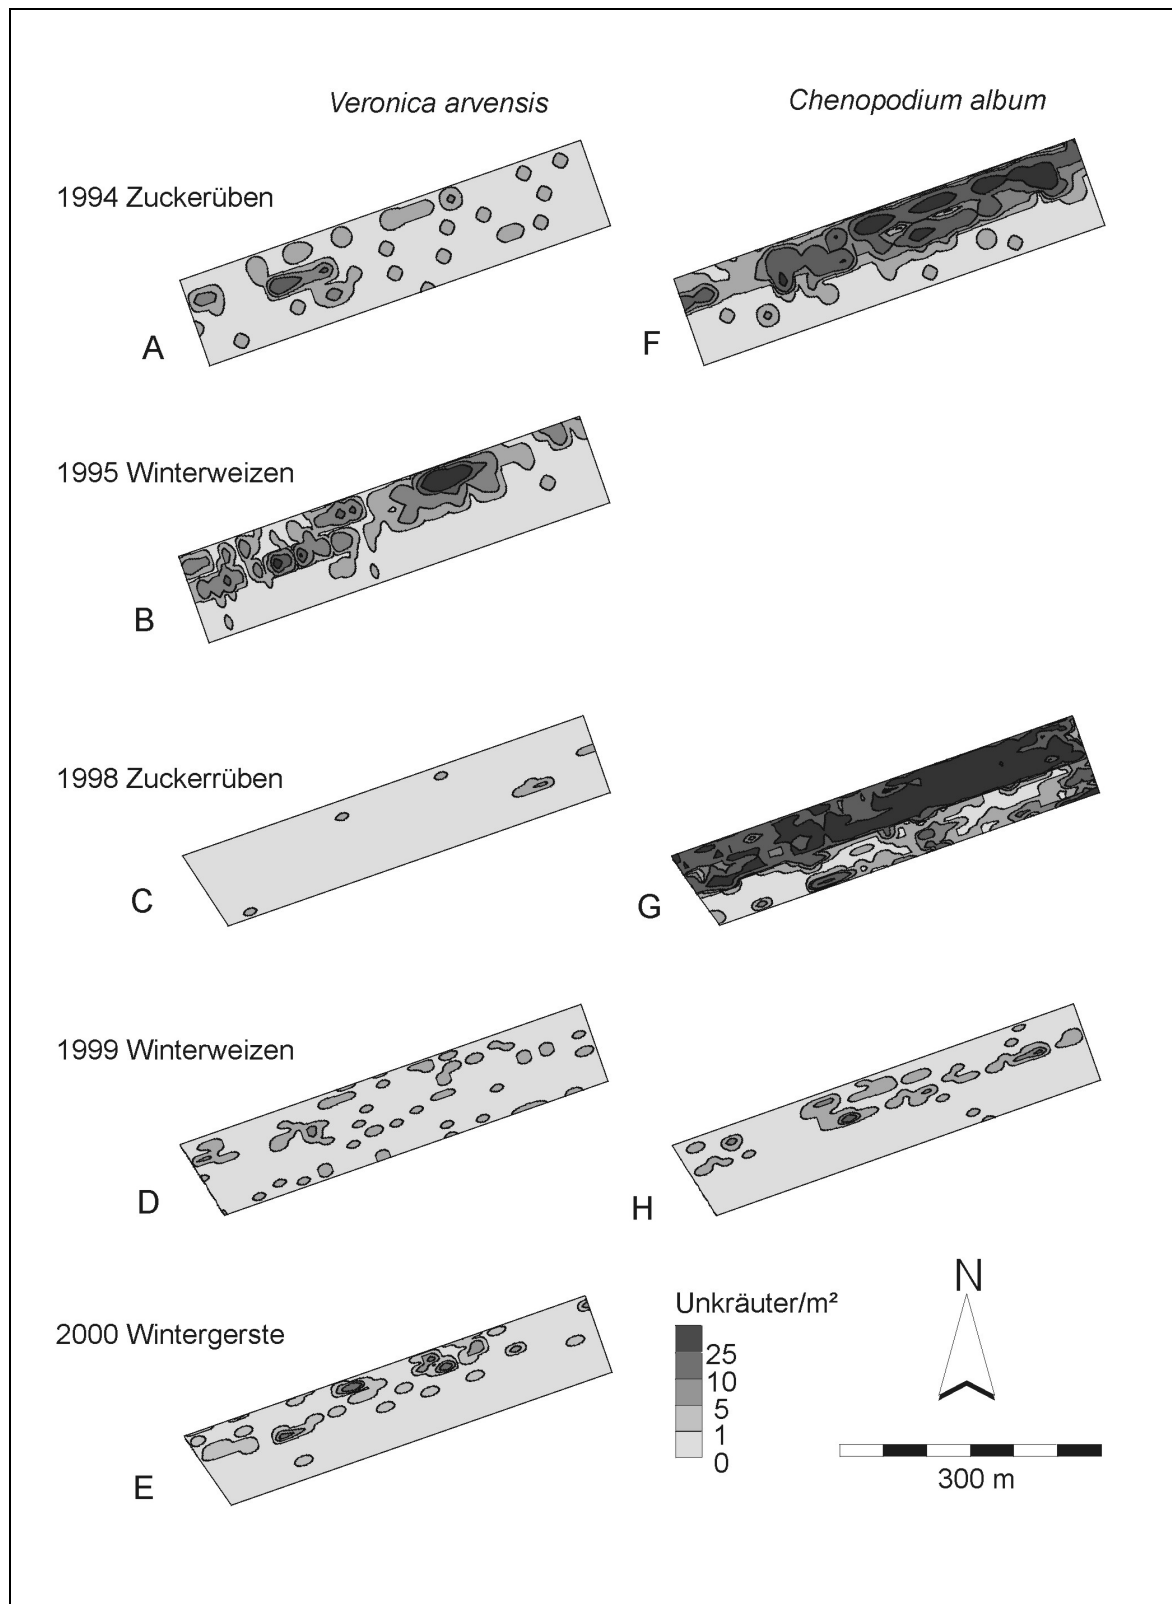 Veronica arvensis
Chenopodium album
1994 Zuckerüben
A
F
1995 Winterweizen
B
1998 Zuckerrüben
C
G
1999 Winterweizen
D
H
2000 Wintergerste
E
Unkräuter/m²
25
10
5
1
0
N
300 m